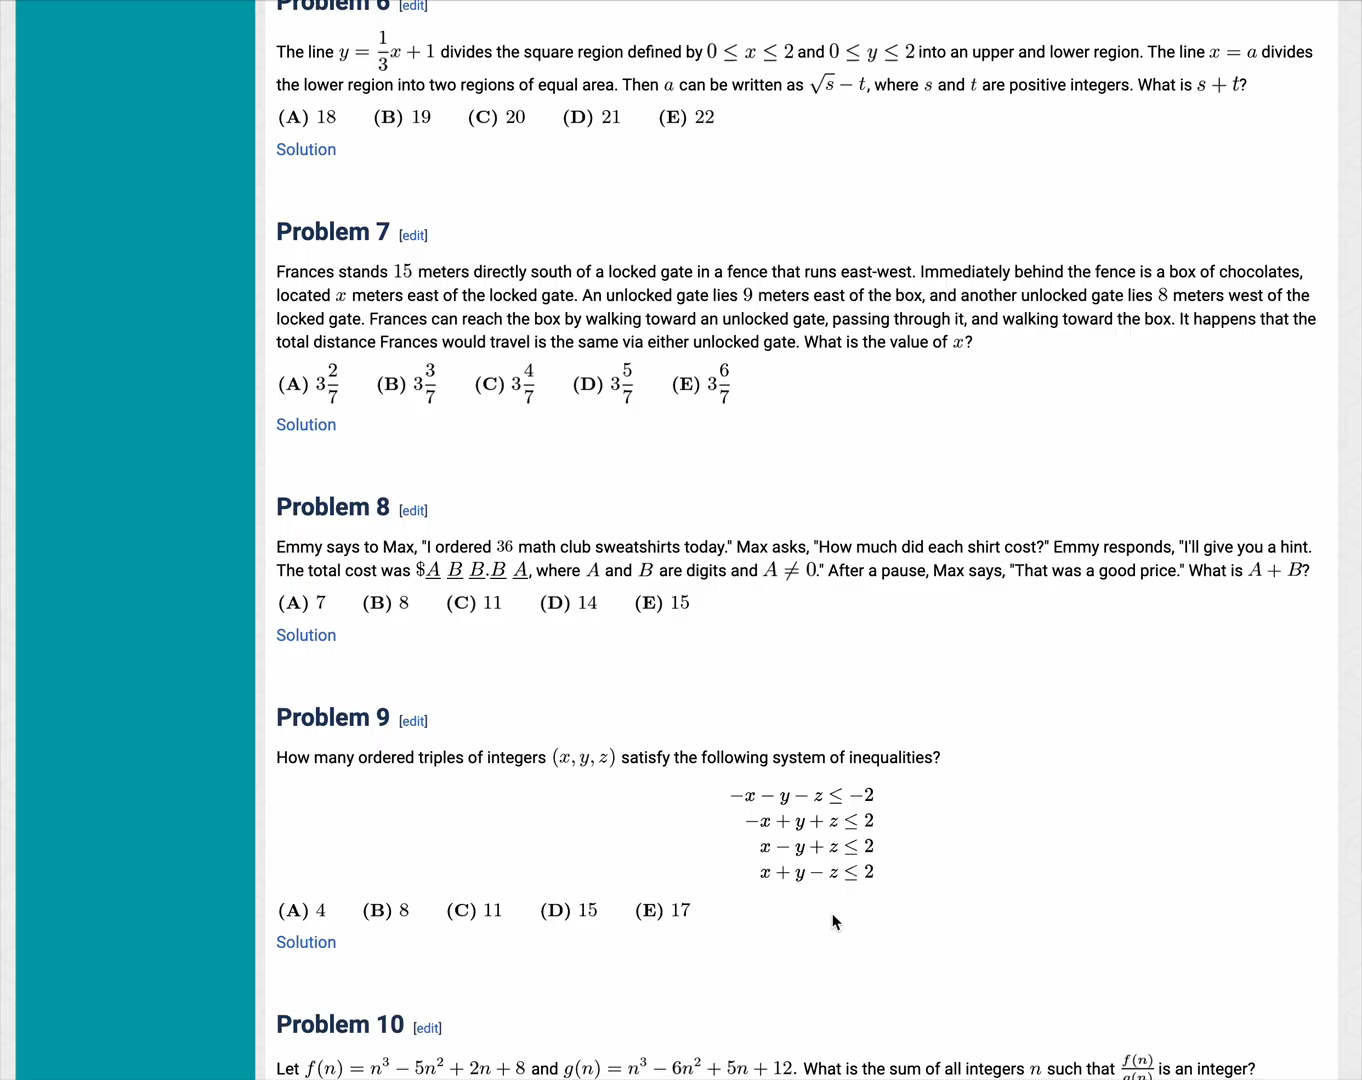 Problem 6 [edit]
The line y = 1/3 x + 1 divides the square region defined by 0 ≤ x ≤ 2 and 0 ≤ y ≤ 2 into an upper and lower region. The line x = a divides
the lower region into two regions of equal area. Then a can be written as √s − t, where s and t are positive integers. What is s + t?
(A) 18 (B) 19 (C) 20 (D) 21 (E) 22
Solution
Problem 7 [edit]
Frances stands 15 meters directly south of a locked gate in a fence that runs east-west. Immediately behind the fence is a box of chocolates,
located x meters east of the locked gate. An unlocked gate lies 9 meters east of the box, and another unlocked gate lies 8 meters west of the
locked gate. Frances can reach the box by walking toward an unlocked gate, passing through it, and walking toward the box. It happens that the
total distance Frances would travel is the same via either unlocked gate. What is the value of x?
(A) 3 2/7 (B) 3 3/7 (C) 3 4/7 (D) 3 5/7 (E) 3 6/7
Solution
Problem 8 [edit]
Emmy says to Max, "I ordered 36 math club sweatshirts today." Max asks, "How much did each shirt cost?" Emmy responds, "I'll give you a hint.
The total cost was $A B B.B A, where A and B are digits and A ≠ 0." After a pause, Max says, "That was a good price." What is A + B?
(A) 7 (B) 8 (C) 11 (D) 14 (E) 15
Solution
Problem 9 [edit]
How many ordered triples of integers (x, y, z) satisfy the following system of inequalities?
−x − y − z ≤ −2
−x + y + z ≤ 2
x − y + z ≤ 2
x + y − z ≤ 2
(A) 4 (B) 8 (C) 11 (D) 15 (E) 17
Solution
Problem 10 [edit]
Let f(n) = n³ − 5n² + 2n + 8 and g(n) = n³ − 6n² + 5n + 12. What is the sum of all integers n such that f(n)/g(n) is an integer?